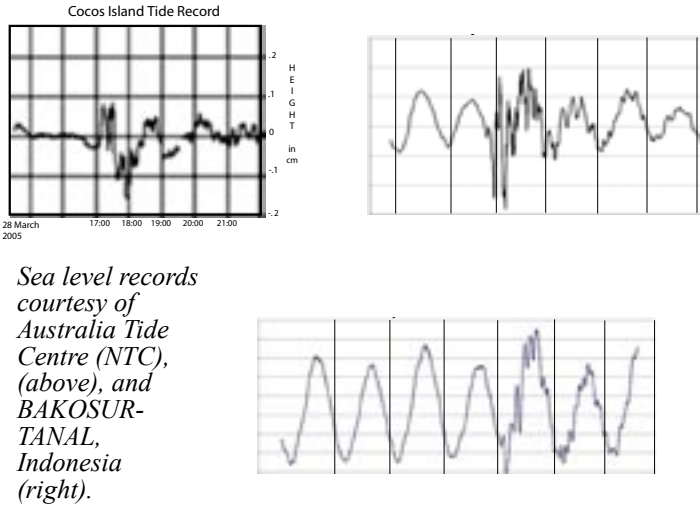 Cocos Island Tide Record
.2
.1
0
-.1
-.2
H
E
I
G
H
T
in
cm
28 March
2005
17:00 18:00 19:00 20:00 21:00
Sea level records
courtesy of
Australia Tide
Centre (NTC),
(above), and
BAKOSUR-
TANAL,
Indonesia
(right).